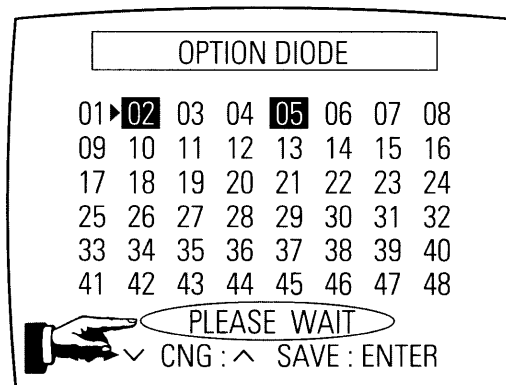 OPTION DIODE
01 02 03 04 05 06 07 08
09 10 11 12 13 14 15 16
17 18 19 20 21 22 23 24
25 26 27 28 29 30 31 32
33 34 35 36 37 38 39 40
41 42 43 44 45 46 47 48
PLEASE WAIT
CNG : ^ SAVE : ENTER